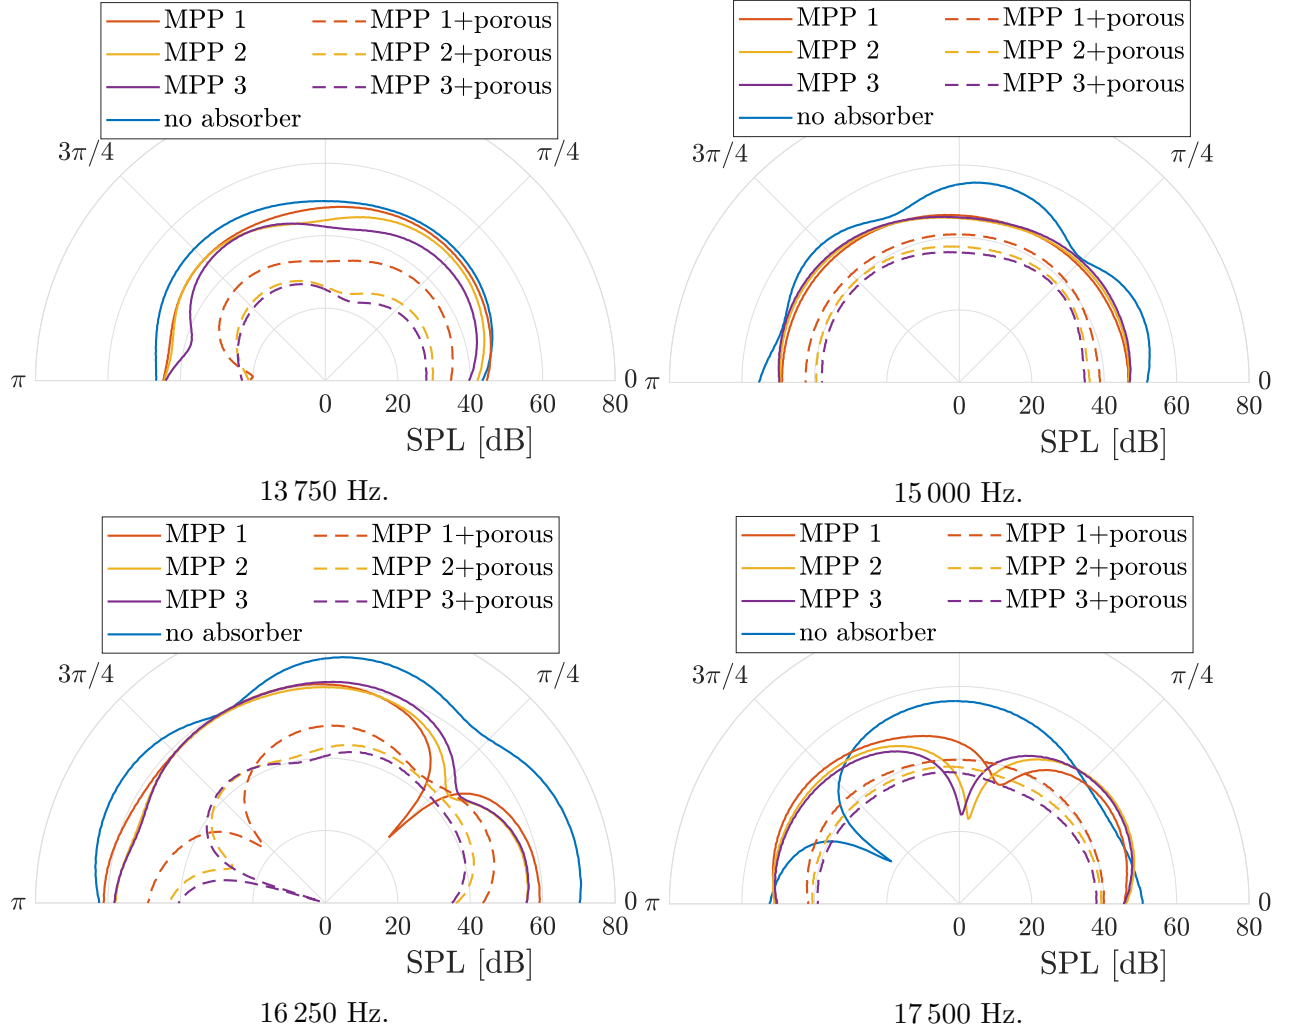 MPP 1 MPP 1+porous
MPP 2 MPP 2+porous
MPP 3 MPP 3+porous
no absorber
3π/4 π/4
π 0
0 20 40 60 80
SPL [dB]
13 750 Hz.
MPP 1 MPP 1+porous
MPP 2 MPP 2+porous
MPP 3 MPP 3+porous
no absorber
3π/4 π/4
π 0
0 20 40 60 80
SPL [dB]
15 000 Hz.
MPP 1 MPP 1+porous
MPP 2 MPP 2+porous
MPP 3 MPP 3+porous
no absorber
3π/4 π/4
π 0
0 20 40 60 80
SPL [dB]
16 250 Hz.
MPP 1 MPP 1+porous
MPP 2 MPP 2+porous
MPP 3 MPP 3+porous
no absorber
3π/4 π/4
π 0
0 20 40 60 80
SPL [dB]
17 500 Hz.